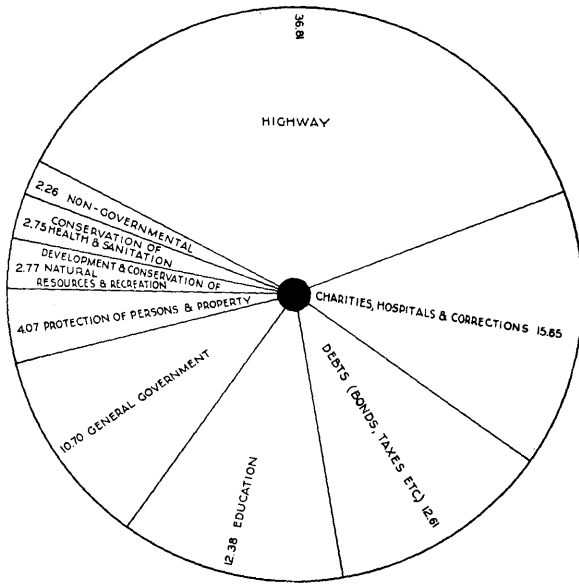 36.81
HIGHWAY
2.26 NON-GOVERNMENTAL
CONSERVATION OF
2.75 HEALTH & SANITATION
DEVELOPMENT & CONSERVATION OF
2.77 NATURAL
RESOURCES & RECREATION
4.07 PROTECTION OF PERSONS & PROPERTY
CHARITIES, HOSPITALS & CORRECTIONS 15.65
DEBTS (BONDS, TAXES ETC.) 12.61
10.70 GENERAL GOVERNMENT
12.38 EDUCATION